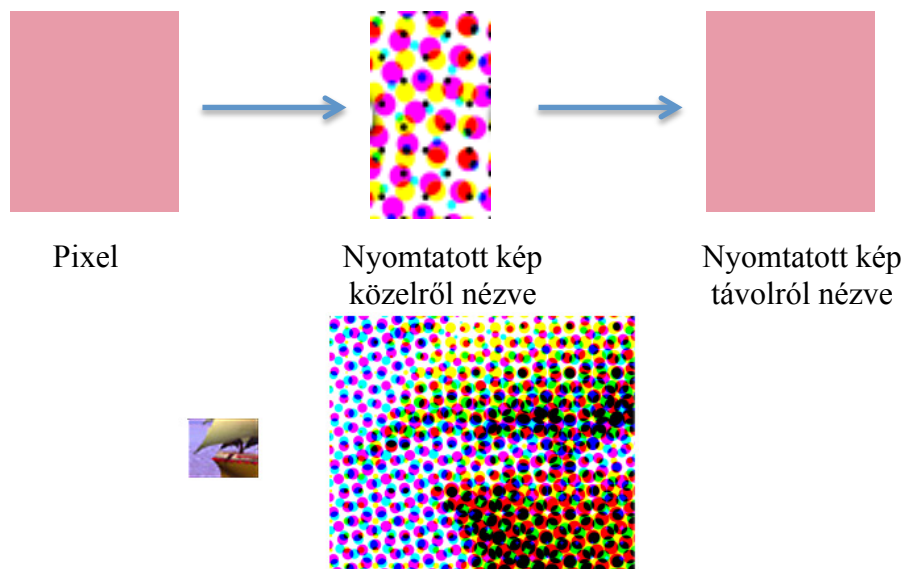 Pixel
Nyomtatott kép
közelről nézve
Nyomtatott kép
távolról nézve